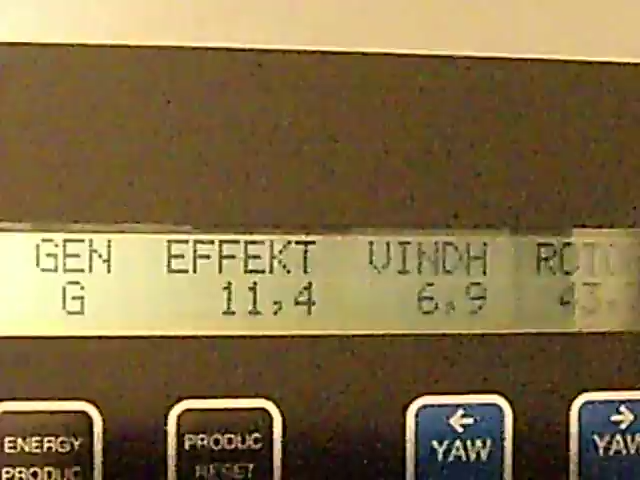 GEN EFFEKT VINDH
G 11,4 6,9
ENERGY PRODUC YAW YAW
PRODUC RESET